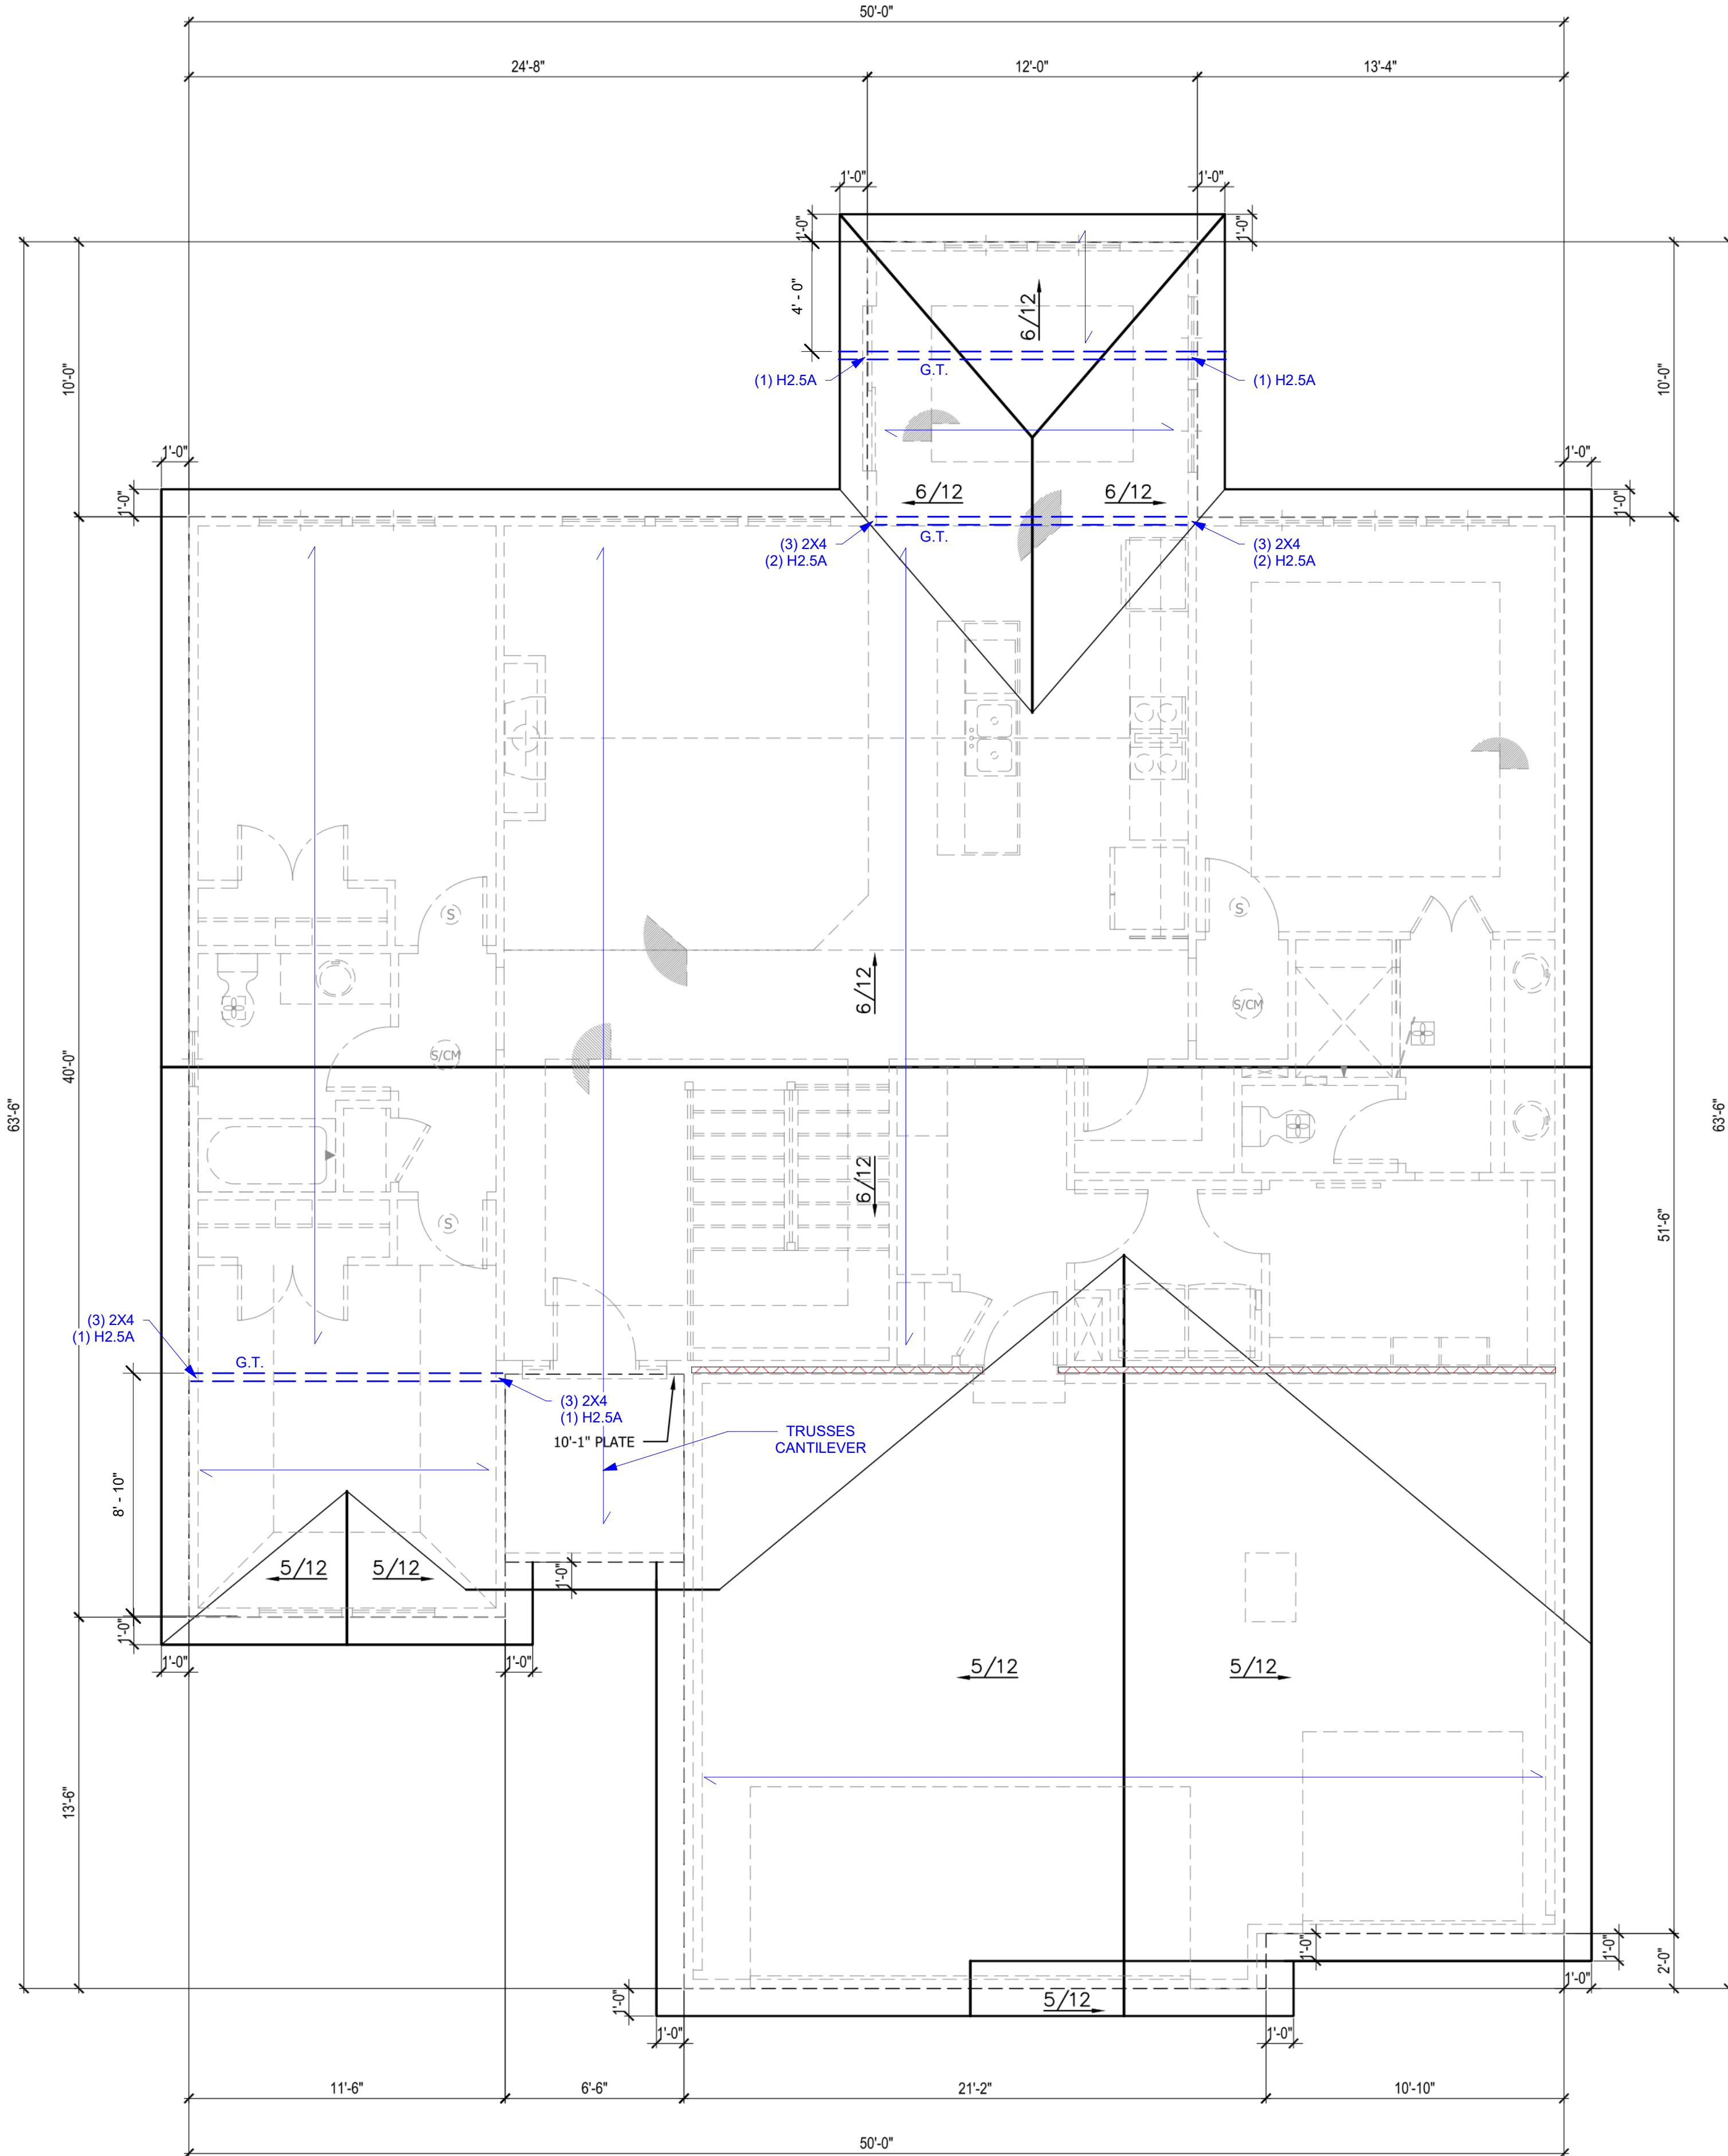 50'-0"
24'-8"
12'-0"
13'-4"
1'-0"
1'-0"
1'-0"
1'-0"
4' - 0"
6/12
G.T.
(1) H2.5A
(1) H2.5A
10'-0"
10'-0"
1'-0"
1'-0"
1'-0"
1'-0"
6/12
6/12
G.T.
(3) 2X4
(2) H2.5A
(3) 2X4
(2) H2.5A
S
S
6/12
S/CM
S/CM
40'-0"
63'-6"
63'-6"
6/12
S
51'-6"
(3) 2X4
(1) H2.5A
G.T.
(3) 2X4
(1) H2.5A
10'-1" PLATE
TRUSSES
CANTILEVER
8' - 10"
5/12
5/12
1'-0"
1'-0"
1'-0"
1'-0"
5/12
5/12
13'-6"
1'-0"
1'-0"
2'-0"
1'-0"
1'-0"
5/12
1'-0"
1'-0"
11'-6"
6'-6"
21'-2"
10'-10"
50'-0"